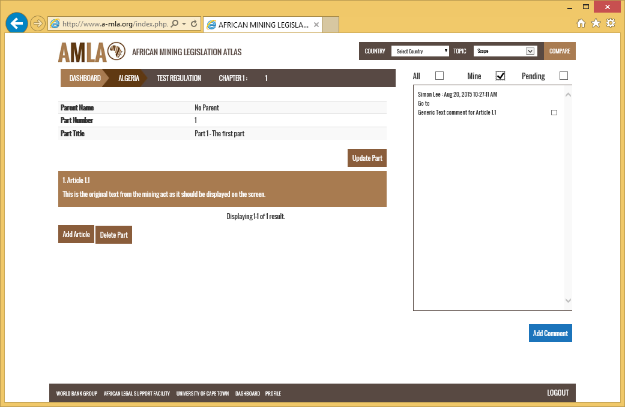 http://www.a-mla.org/index.php
AFRICAN MINING LEGISLA...
AMLA AFRICAN MINING LEGISLATION ATLAS
COUNTRY Select Country TOPIC COMPARE
DASHBOARD ALGERIA TEST REGULATION CHAPTER 1 : 1
All Mine Pending
Simon Lee - Aug 20, 2015 10:27:11 AM
Go to
Generic Text comment for Article 1.1
Parent Name No Parent
Part Number 1
Part Title Part 1 - The first part
Update Part
1. Article 1.1
This is the original text from the mining act as it should be displayed on the screen.
Displaying 1-1 of 1 result.
Add Article Delete Part
Add Comment
WORLD BANK GROUP AFRICAN LEGAL SUPPORT FACILITY UNIVERSITY OF CAPE TOWN DASHBOARD PROFILE LOGOUT